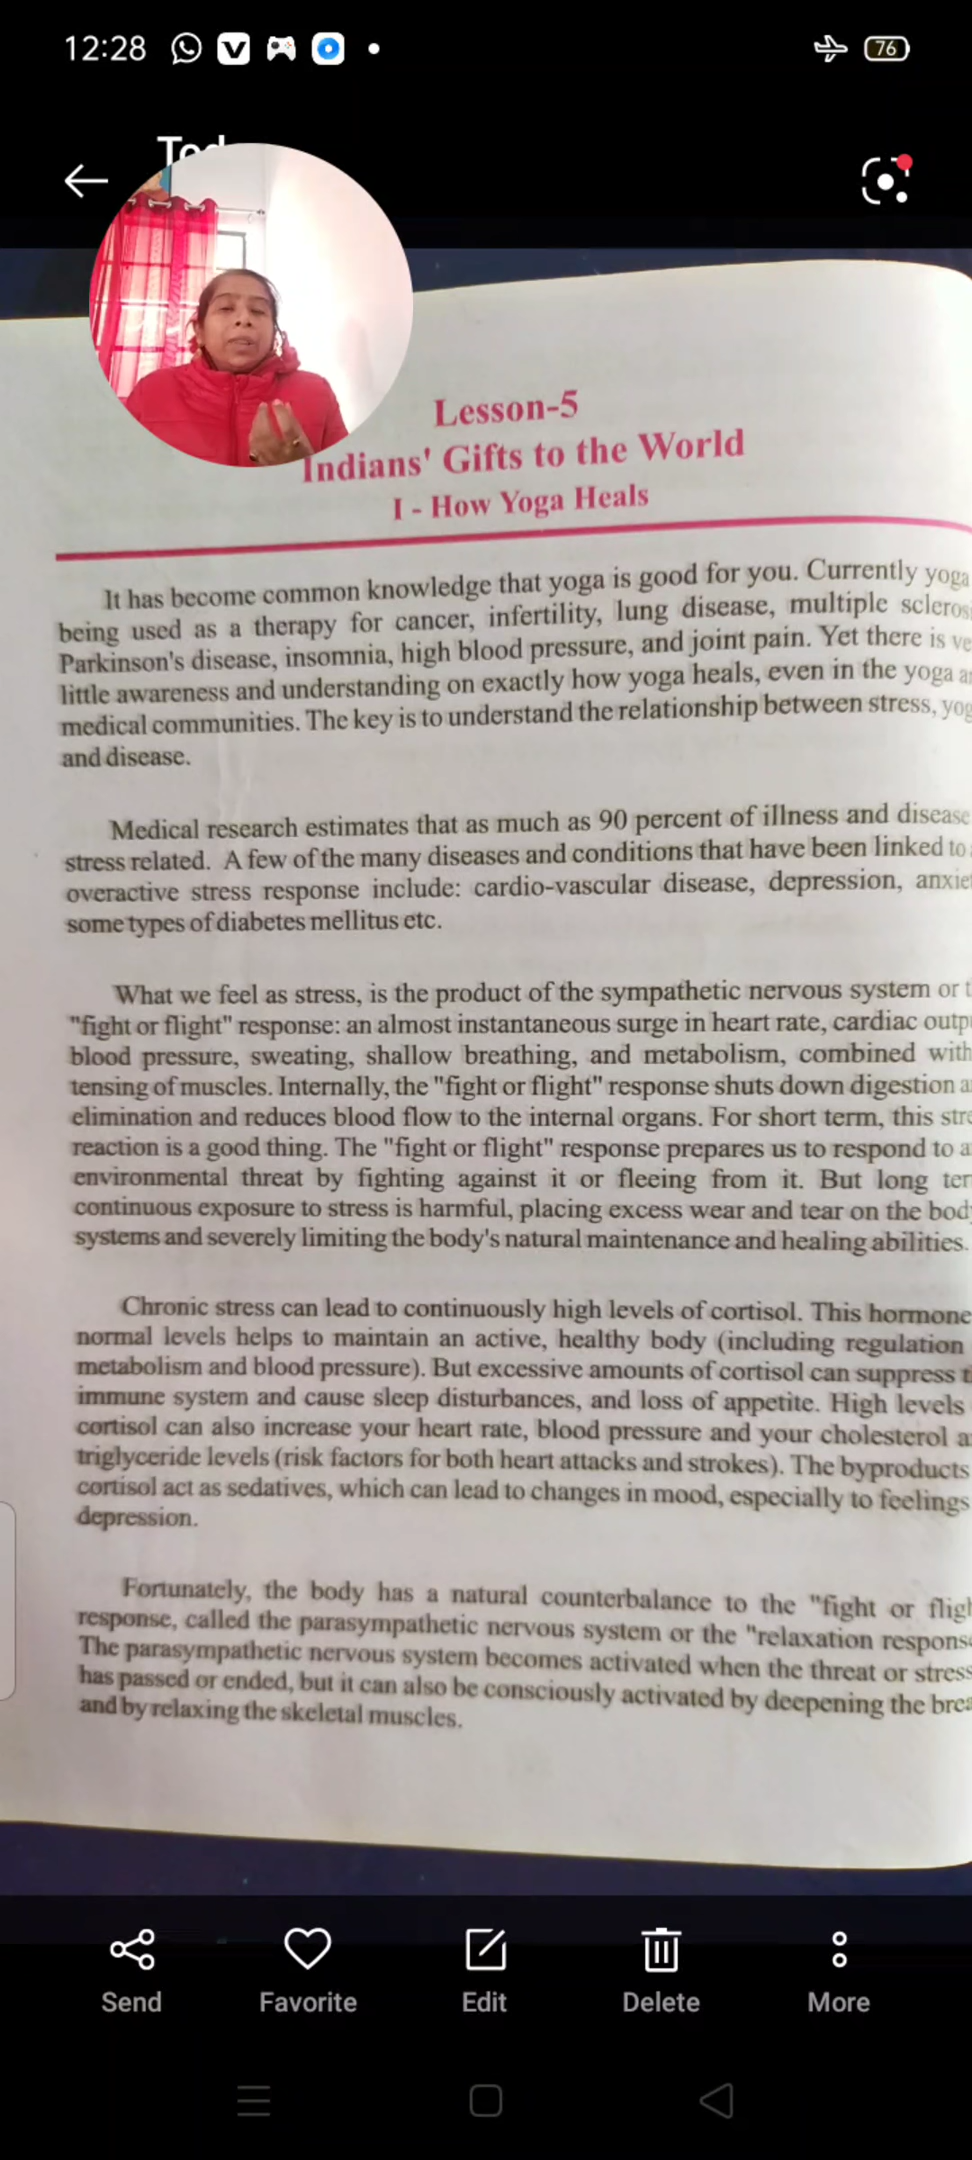 12:28
76
Lesson-5
Indians' Gifts to the World
I - How Yoga Heals
It has become common knowledge that yoga is good for you. Currently yoga
being used as a therapy for cancer, infertility, lung disease, multiple
Parkinson's disease, insomnia, high blood pressure, and joint pain. Yet there is
little awareness and understanding on exactly how yoga heals, even in the yoga
medical communities. The key is to understand the relationship between stress,
and disease.
Medical research estimates that as much as 90 percent of illness and disease
stress related. A few of the many diseases and conditions that have been linked to
overactive stress response include: cardio-vascular disease, depression,
some types of diabetes mellitus etc.
What we feel as stress, is the product of the sympathetic nervous system or
"fight or flight" response: an almost instantaneous surge in heart rate, cardiac
blood pressure, sweating, shallow breathing, and metabolism, combined with
tensing of muscles. Internally, the "fight or flight" response shuts down digestion
elimination and reduces blood flow to the internal organs. For short term, this
reaction is a good thing. The "fight or flight" response prepares us to respond to
environmental threat by fighting against it or fleeing from it. But long
continuous exposure to stress is harmful, placing excess wear and tear on the
systems and severely limiting the body's natural maintenance and healing abilities.
Chronic stress can lead to continuously high levels of cortisol. This hormone
normal levels helps to maintain an active, healthy body (including regulation
metabolism and blood pressure). But excessive amounts of cortisol can suppress
immune system and cause sleep disturbances, and loss of appetite. High levels
cortisol can also increase your heart rate, blood pressure and your cholesterol
triglyceride levels (risk factors for both heart attacks and strokes). The byproducts
cortisol act as sedatives, which can lead to changes in mood, especially to feelings
depression.
Fortunately, the body has a natural counterbalance to the "fight or
response, called the parasympathetic nervous system or the "relaxation
The parasympathetic nervous system becomes activated when the threat or stress
has passed or ended, but it can also be consciously activated by deepening the
and by relaxing the skeletal muscles.
Send Favorite Edit Delete More